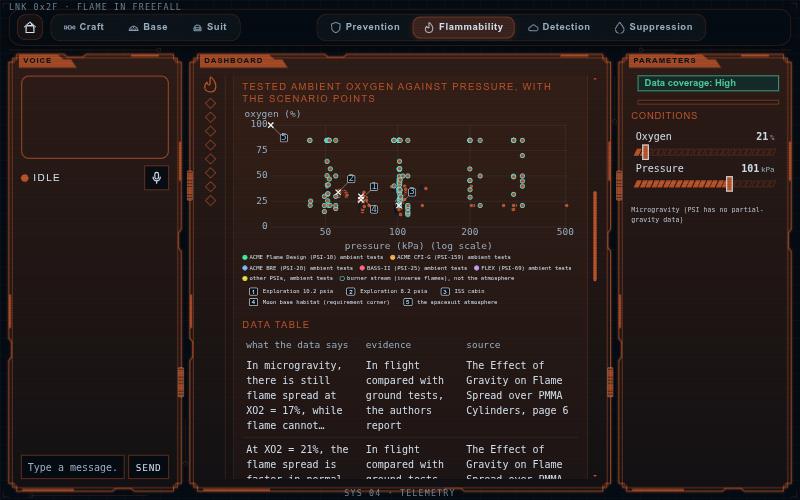 LNK 0x2F - FLAME IN FREEFALL
Craft
Base
Suit
Prevention
Flammability
Detection
Suppression
VOICE
DASHBOARD
PARAMETERS
IDLE
Type a message.
SEND
TESTED AMBIENT OXYGEN AGAINST PRESSURE, WITH
THE SCENARIO POINTS
oxygen (%)
100
75
50
25
0
5
2
1
3
4
50
100
200
500
pressure (kPa) (log scale)
ACME Flame Design (PSI-10) ambient tests
ACME CFI-G (PSI-159) ambient tests
ACME BRE (PSI-20) ambient tests
BASS-II (PSI-25) ambient tests
FLEX (PSI-69) ambient tests
other PSIs, ambient tests
burner stream (inverse flames), not the atmosphere
1 Exploration 10.2 psia
2 Exploration 8.2 psia
3 ISS cabin
4 Moon base habitat (requirement corner)
5 the spacesuit atmosphere
DATA TABLE
what the data says
evidence
source
In microgravity,
there is still
flame spread at
XO2 = 17%, while
flame cannot…
In flight
compared with
ground tests,
the authors
report
The Effect of
Gravity on Flame
Spread over PMMA
Cylinders, page 6
At XO2 = 21%, the
flame spread is
faster in normal
In flight
compared with
ground tests
The Effect of
Gravity on Flame
Spread over PMMA
Data coverage: High
CONDITIONS
Oxygen
21%
Pressure
101 kPa
Microgravity (PSI has no partial-
gravity data)
SYS 04 · TELEMETRY